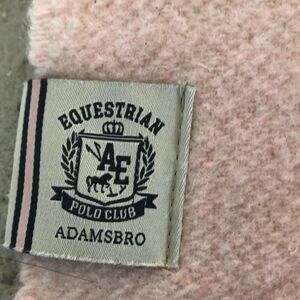 EQUESTRIAN
AE
POLO CLUB
ADAMSBRO